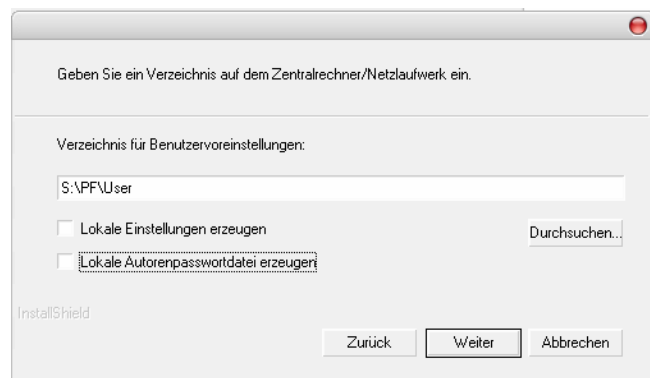 Geben Sie ein Verzeichnis auf dem Zentralrechner/Netzlaufwerk ein.
Verzeichnis für Benutzervoreinstellungen:
S:\PF\User
Lokale Einstellungen erzeugen
Durchsuchen...
Lokale Autorenpasswortdatei erzeugen
InstallShield
Zurück
Weiter
Abbrechen